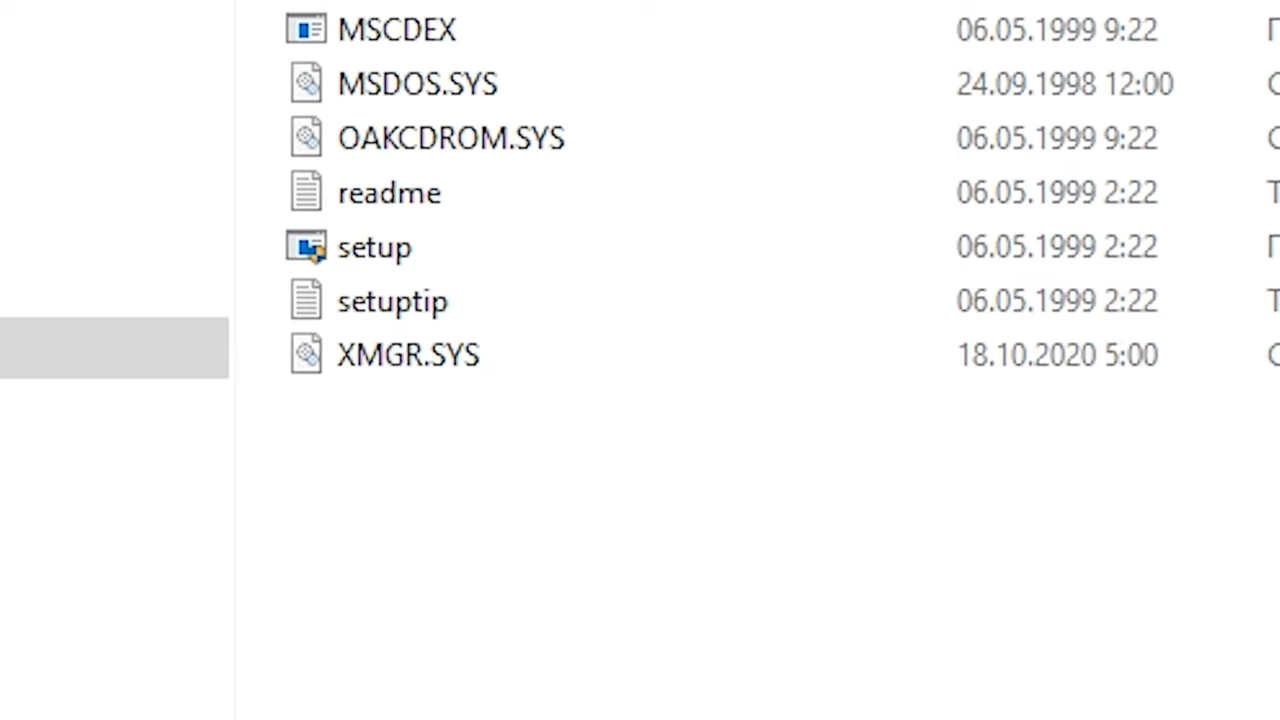 MSCDEX 06.05.1999 9:22
MSDOS.SYS 24.09.1998 12:00
OAKCDROM.SYS 06.05.1999 9:22
readme 06.05.1999 2:22
setup 06.05.1999 2:22
setuptip 06.05.1999 2:22
XMGR.SYS 18.10.2020 5:00